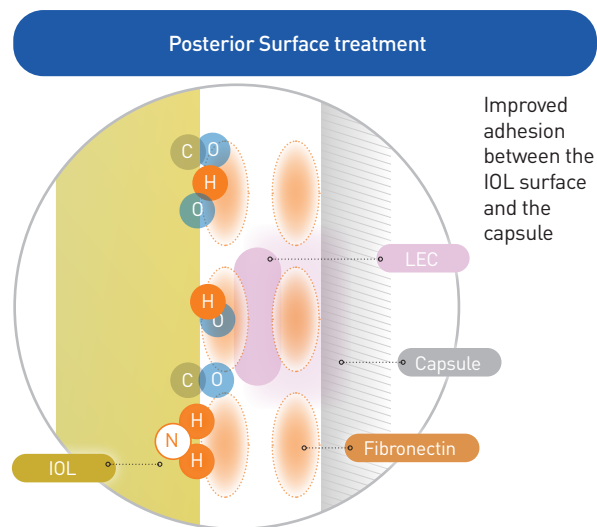 Posterior Surface treatment
Improved
adhesion
between the
IOL surface
and the
capsule
C O
H
O
LEC
H
O
Capsule
C O
H
N
Fibronectin
H
IOL